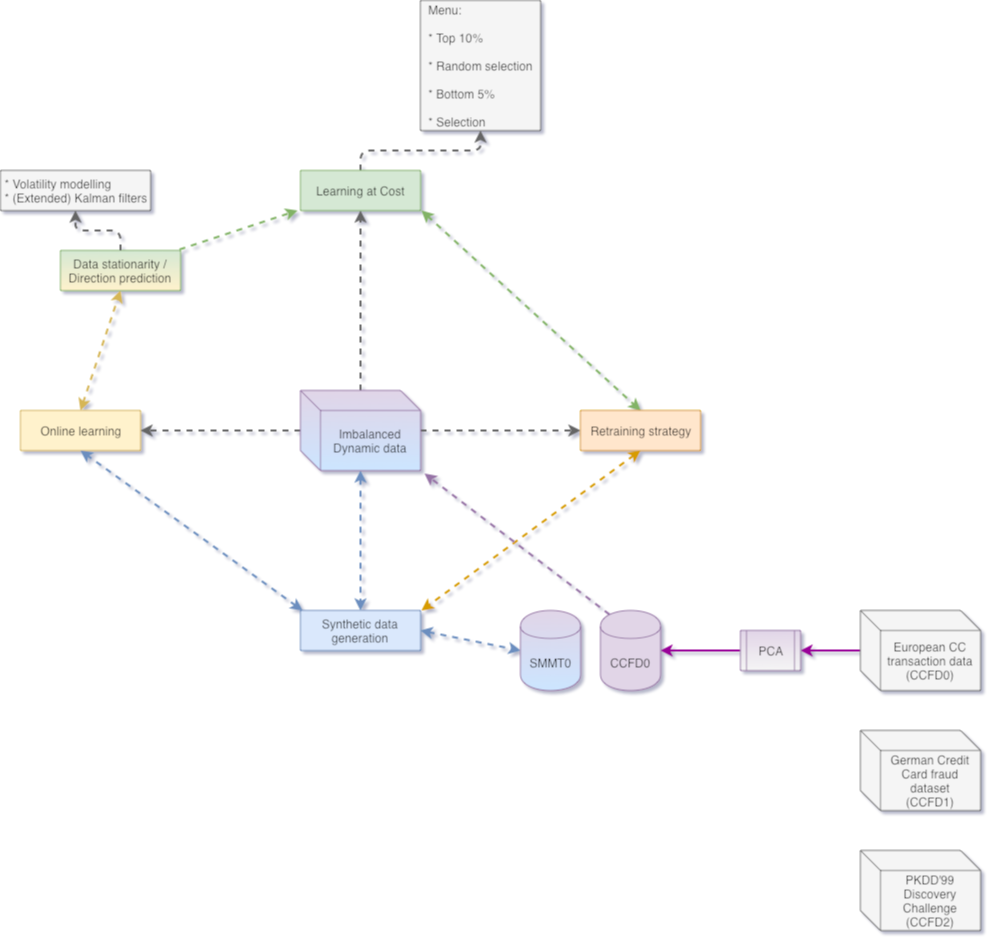 Menu:
* Top 10%
* Random selection
* Bottom 5%
* Selection
* Volatility modelling
* (Extended) Kalman filters
Learning at Cost
Data stationarity /
Direction prediction
Online learning
Imbalanced
Dynamic data
Retraining strategy
Synthetic data
generation
SMMT0
CCFD0
PCA
European CC
transaction data
(CCFD0)
German Credit
Card fraud
dataset
(CCFD1)
PKDD'99
Discovery
Challenge
(CCFD2)